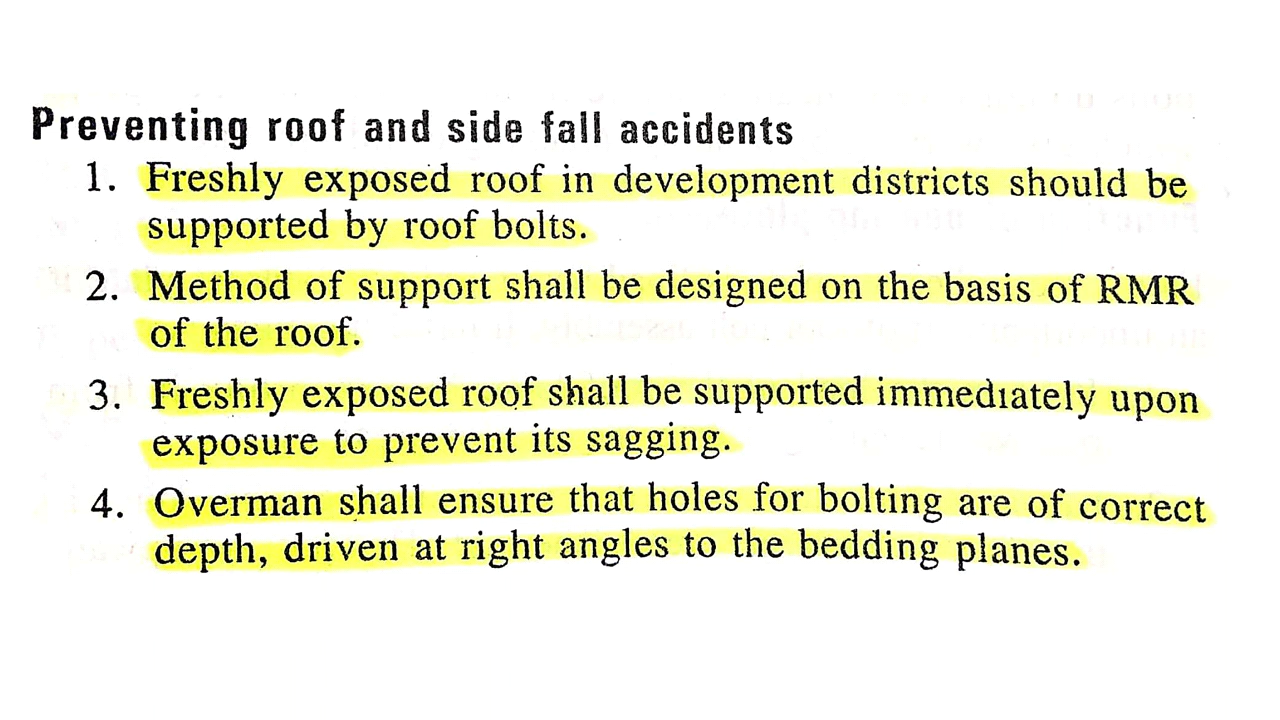 Preventing roof and side fall accidents
1. Freshly exposed roof in development districts should be
supported by roof bolts.
2. Method of support shall be designed on the basis of RMR
of the roof.
3. Freshly exposed roof shall be supported immediately upon
exposure to prevent its sagging.
4. Overman shall ensure that holes for bolting are of correct
depth, driven at right angles to the bedding planes.